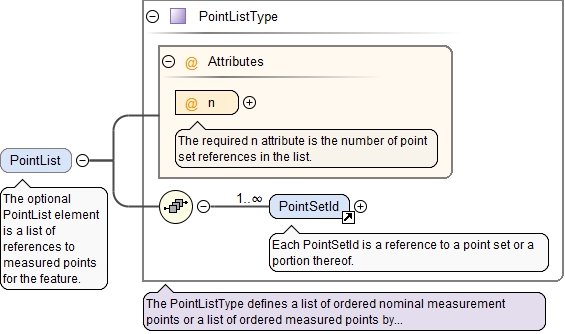 PointListType
@ Attributes
@ n
The required n attribute is the number of point
set references in the list.
PointList
The optional
PointList element
is a list of
references to
measured points
for the feature.
1..∞
PointSetId
Each PointSetId is a reference to a point set or a
portion thereof.
The PointListType defines a list of ordered nominal measurement
points or a list of ordered measured points by...